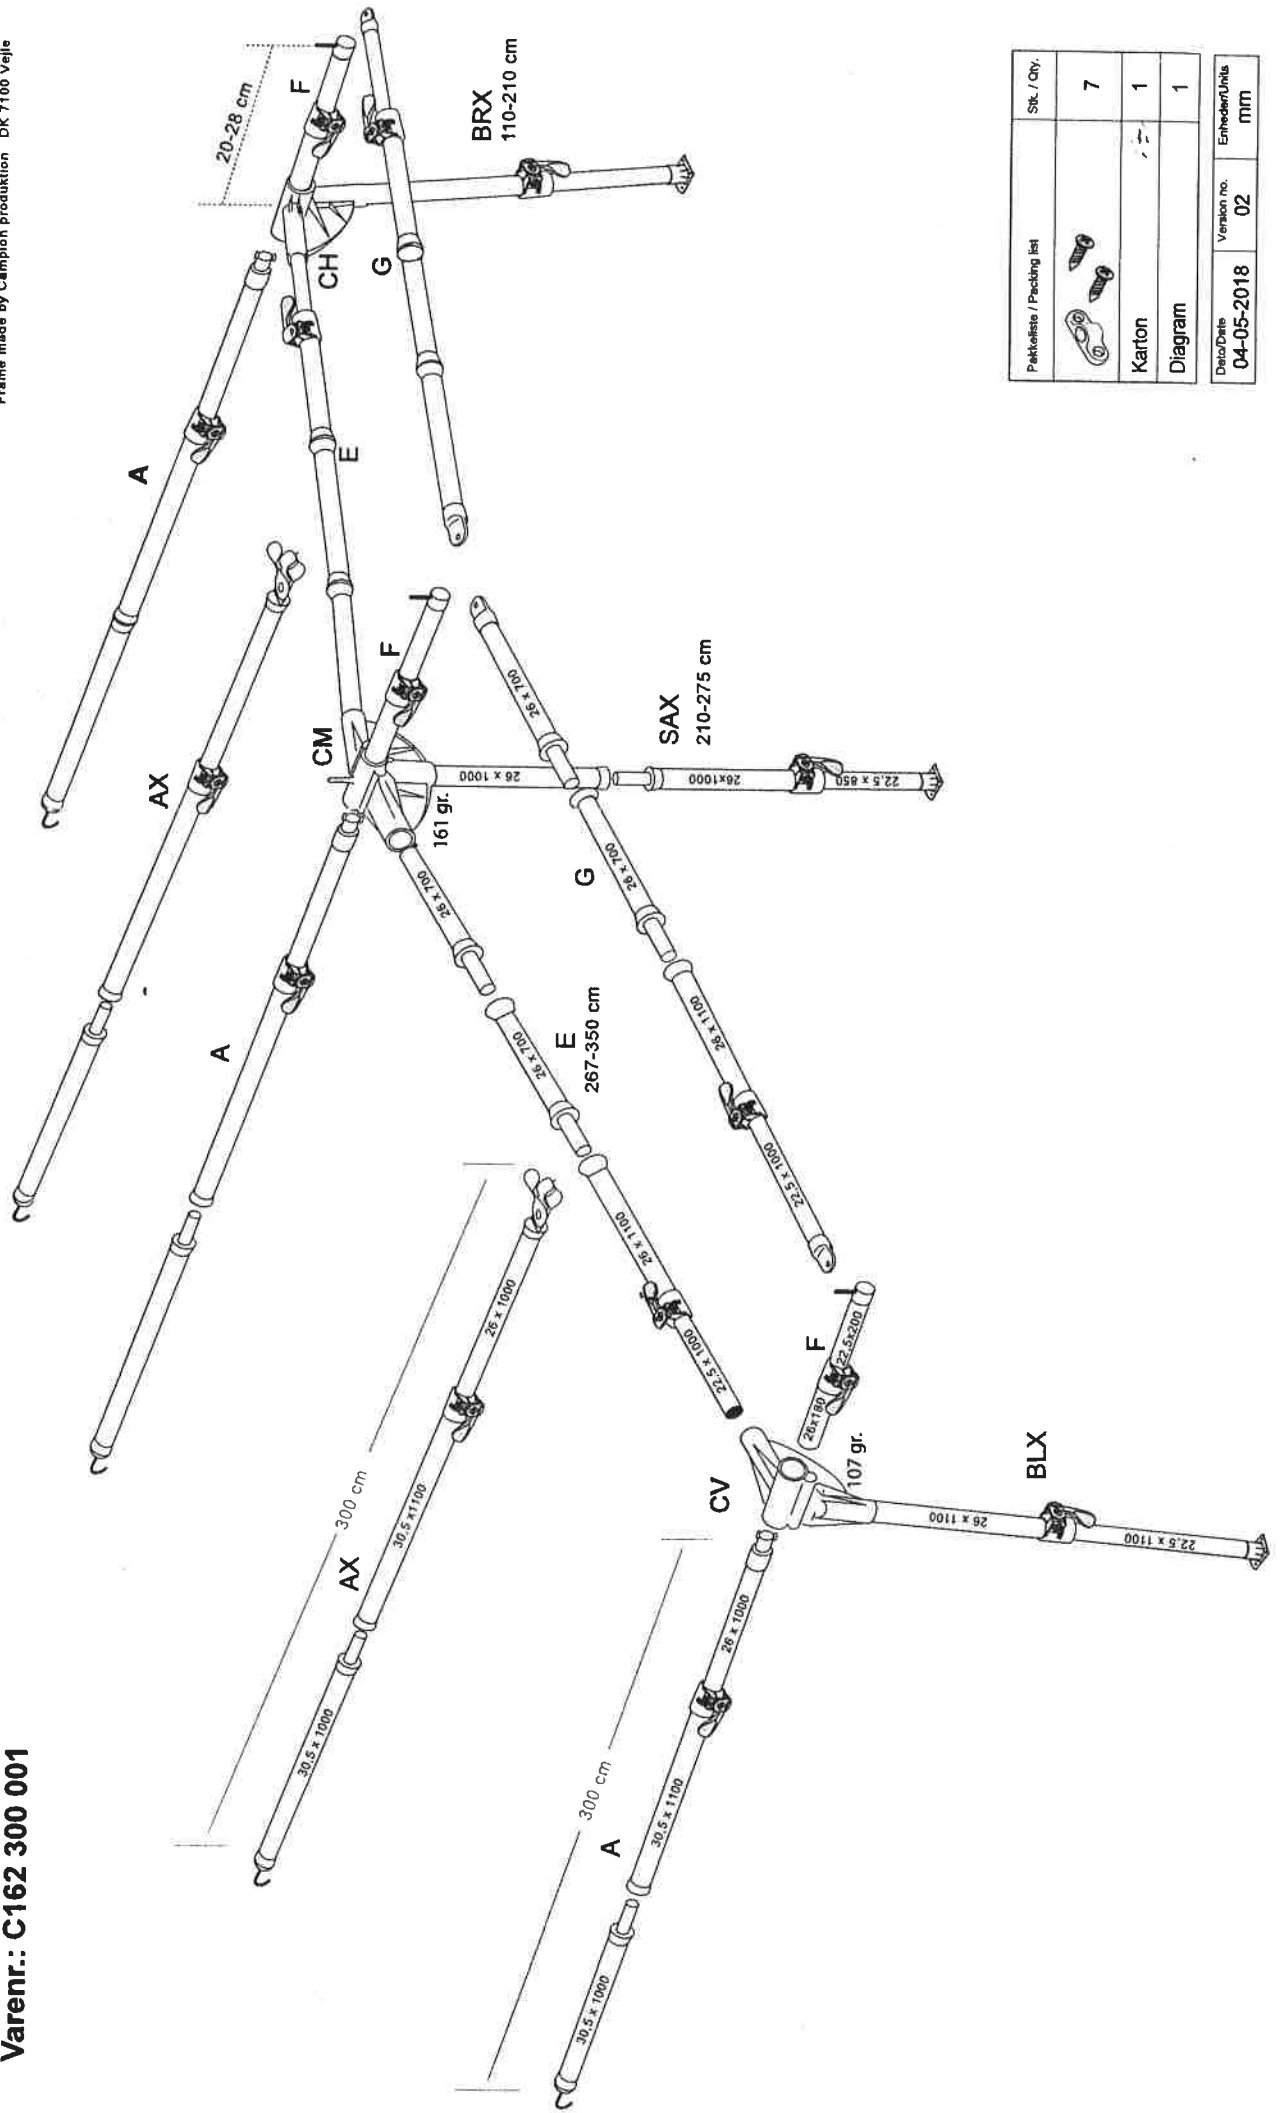 Varenr.: C162 300 001
Frame made by Campion produktion DK 7100 Vejle
20-28 cm
F
A
CH
BRX
110-210 cm
G
E
AX
CM
F
161 gr.
26 x 1000
26x1000
22.5 x 850
SAX
210-275 cm
A
26 x 700
26 x 700
26 x 1100
22.5 x 1000
E
267-350 cm
26 x 700
26 x 700
26 x 1100
22.5 x 1000
G
300 cm
AX
30.5 x 1000
30.5 x1100
26 x 1000
300 cm
A
30.5 x 1000
30.5 x 1100
26 x 1000
CV
107 gr.
F
26x180
22.5x200
26 x 1100
22.5 x 1100
BLX
Pakkeliste / Packing list Stk. / Qty.
7
Karton 1
Diagram 1
Dato/Date Version no. Enheder/Units
04-05-2018 02 mm